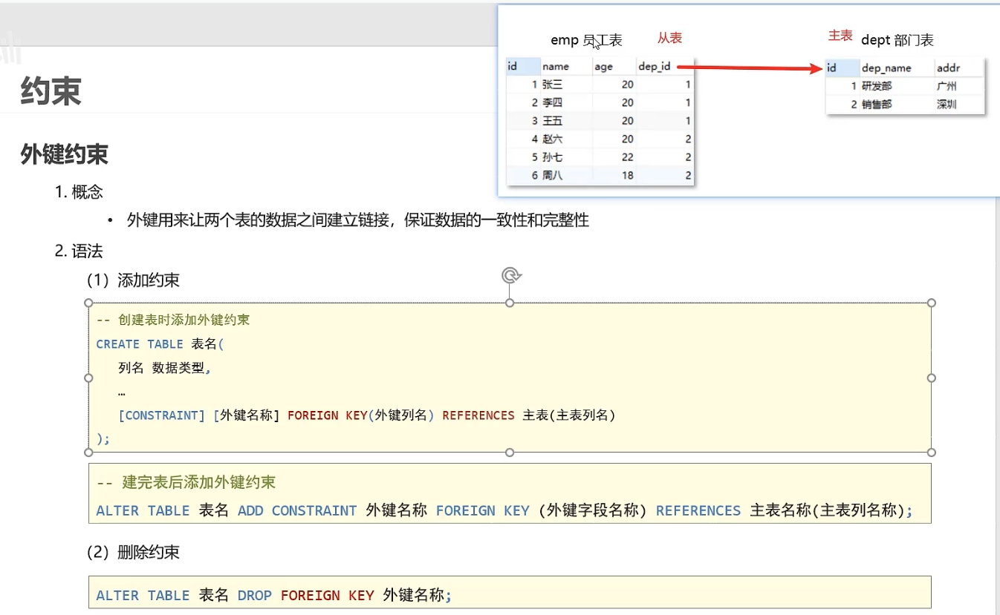 emp 员工表 从表 主表 dept 部门表
id name age dep_id
1 张三 20 1
2 李四 20 1
3 王五 20 1
4 赵六 20 2
5 孙七 22 2
6 周八 18 2
id dep_name addr
1 研发部 广州
2 销售部 深圳
约束
外键约束
1. 概念
• 外键用来让两个表的数据之间建立链接，保证数据的一致性和完整性
2. 语法
（1）添加约束
-- 创建表时添加外键约束
CREATE TABLE 表名(
列名 数据类型,
…
[CONSTRAINT] [外键名称] FOREIGN KEY(外键列名) REFERENCES 主表(主表列名)
);
-- 建完表后添加外键约束
ALTER TABLE 表名 ADD CONSTRAINT 外键名称 FOREIGN KEY (外键字段名称) REFERENCES 主表名称(主表列名称);
（2）删除约束
ALTER TABLE 表名 DROP FOREIGN KEY 外键名称;